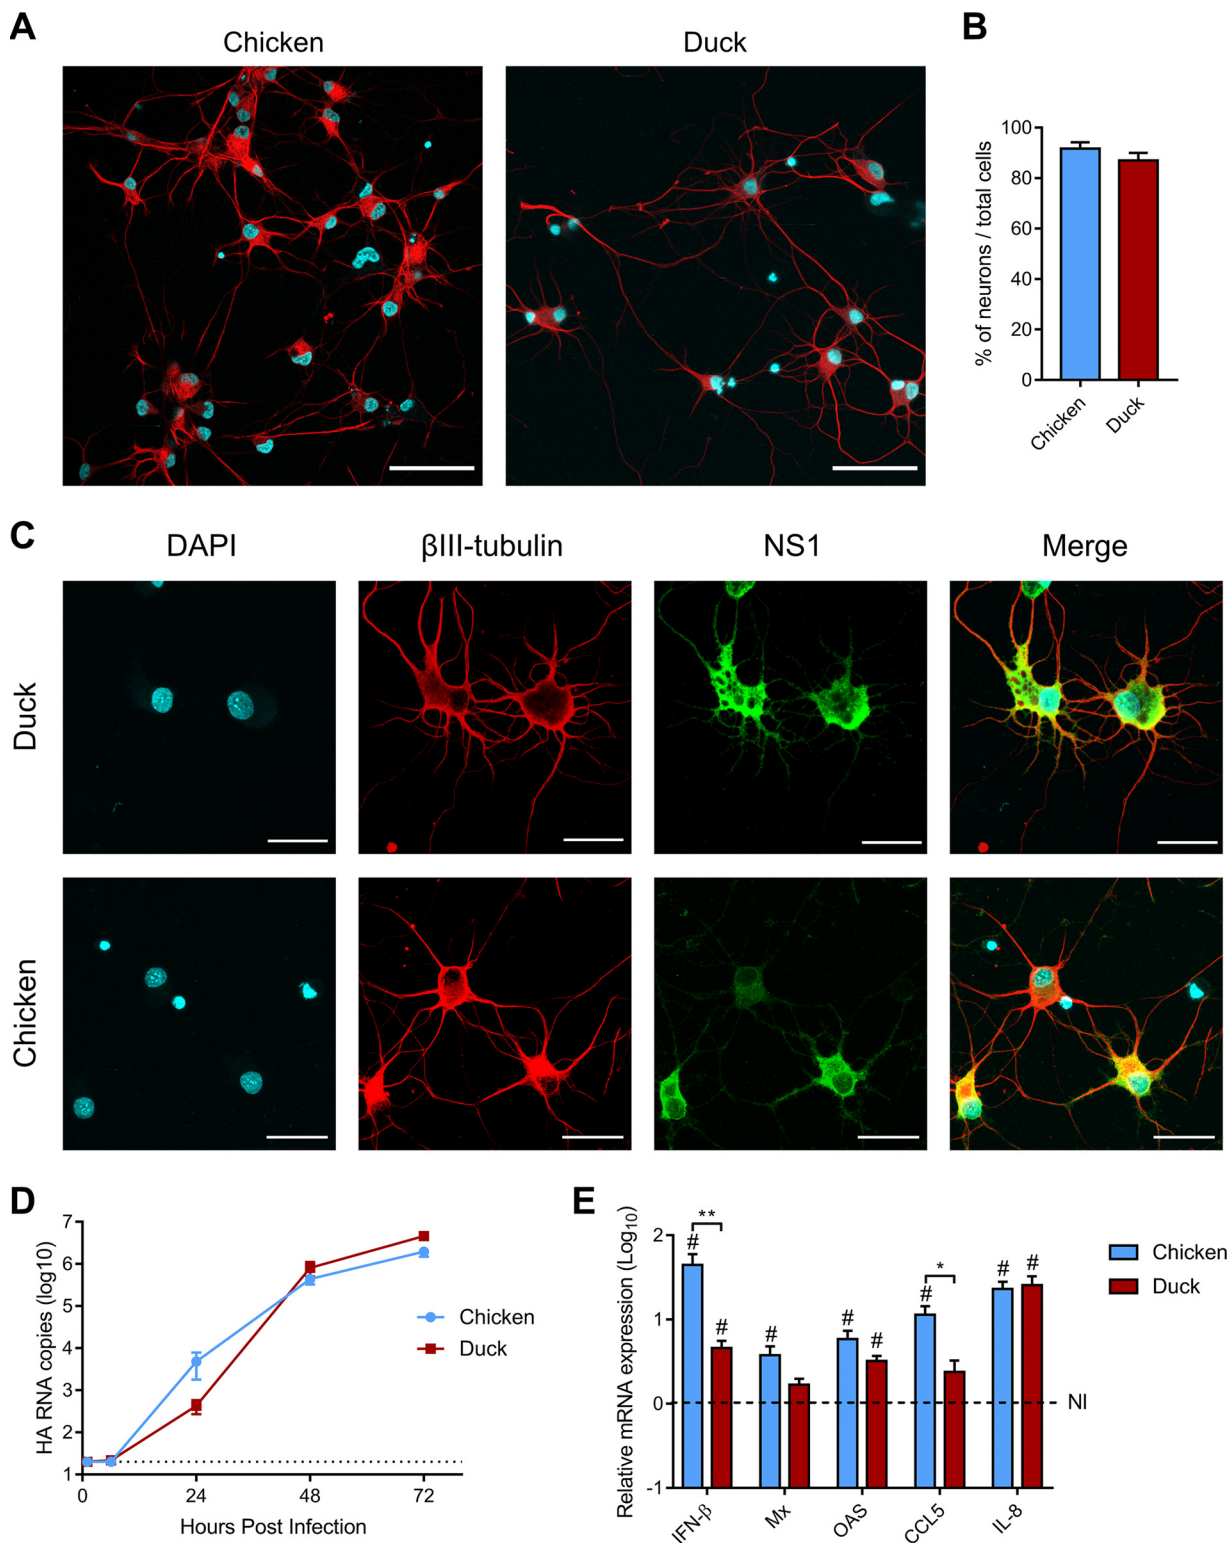 A
Chicken
Duck
B
% of neurons / total cells
100
80
60
40
20
0
Chicken
Duck
C
DAPI
βIII-tubulin
NS1
Merge
Duck
Chicken
D
HA RNA copies (log10)
7
6
5
4
3
2
1
0
24
48
72
Hours Post Infection
Chicken
Duck
E
Relative mRNA expression (Log10)
2
1
0
-1
#
**
#
#
#
#
#
*
#
#
NI
IFN-β
Mx
OAS
CCL5
IL-8
Chicken
Duck